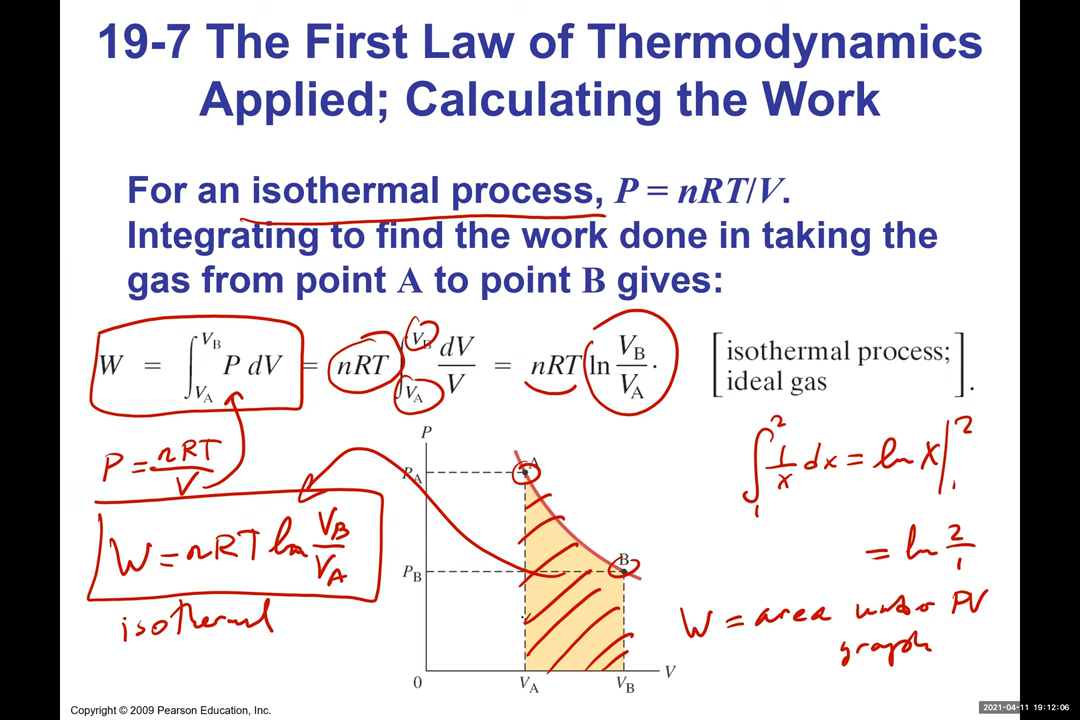 19-7 The First Law of Thermodynamics
Applied; Calculating the Work
For an isothermal process, P = nRT/V.
Integrating to find the work done in taking the
gas from point A to point B gives:
W = ∫_{V_A}^{V_B} P dV = nRT ∫_{V_A}^{V_B} dV/V = nRT ln V_B/V_A. [isothermal process;
ideal gas].
P = nRT/V
W = nRT ln V_B/V_A
isothermal
P
P_A
A
P_B
B
0
V_A
V_B
V
∫_1^2 1/x dx = ln x|_1^2
= ln 2/1
W = area under PV
graph
Copyright © 2009 Pearson Education, Inc.
2021-04-11 19:12:06